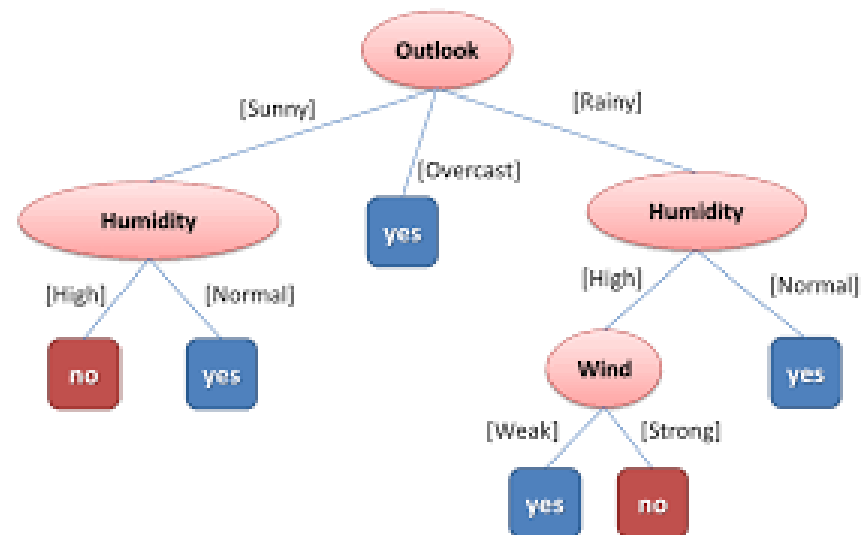 Outlook
[Sunny]
[Rainy]
[Overcast]
Humidity
yes
Humidity
[High]
[Normal]
[High]
[Normal]
no
yes
Wind
yes
[Weak]
[Strong]
yes
no